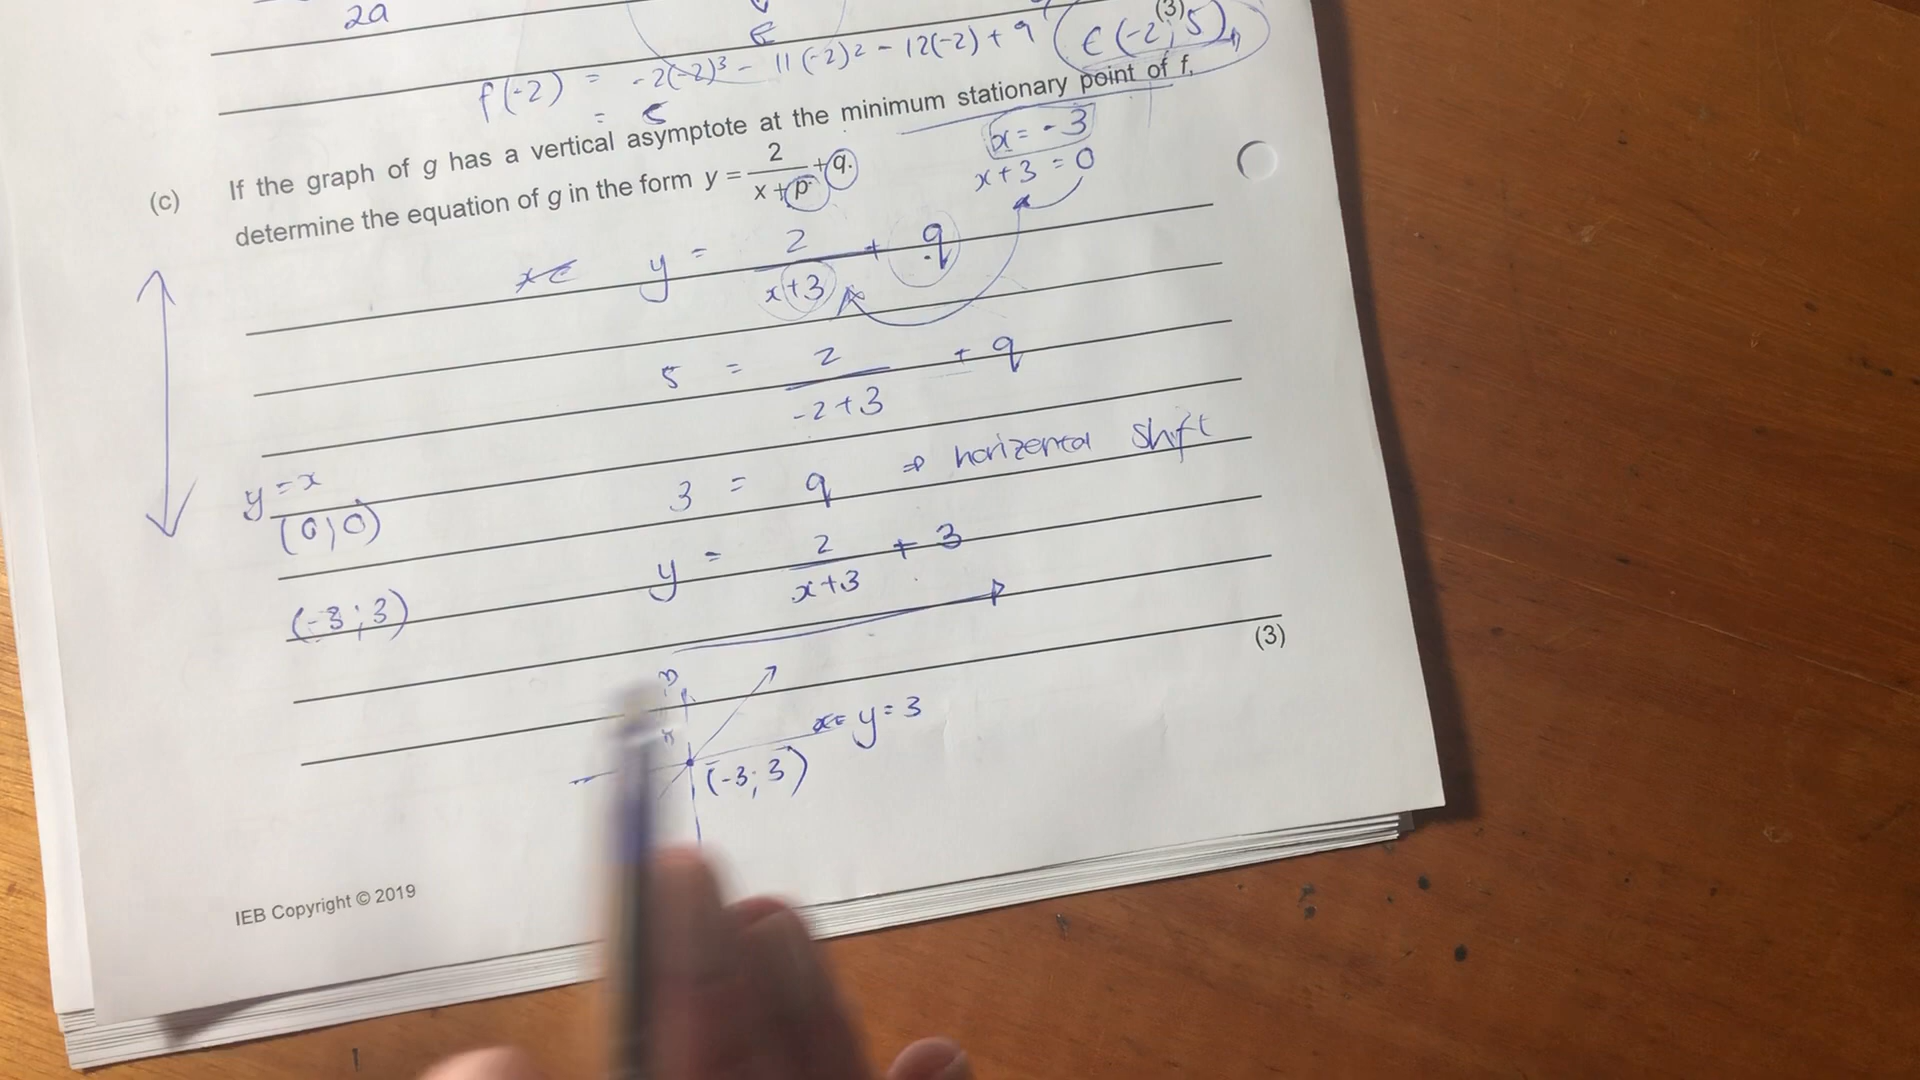 2a
(3)
f(-2) = -2(-2)³ - 11(-2)² - 12(-2) + 9
E(-2;5)
= 5
(c) If the graph of g has a vertical asymptote at the minimum stationary point of f,
determine the equation of g in the form y = 2/(x+p) + q.
x = -3
x+3 = 0
y = 2/(x+3) + q
5 = 2/(-2+3) + q
3 = q ⇒ horizental shift
y = x
(0;0)
y = 2/(x+3) + 3
(-3;3)
(3)
y = 3
(-3;3)
IEB Copyright © 2019